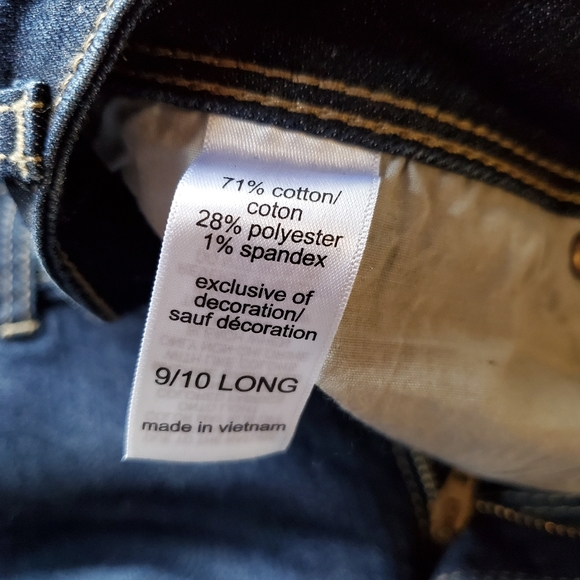 71% cotton/
coton
28% polyester
1% spandex
exclusive of
decoration/
sauf décoration
9/10 LONG
made in vietnam